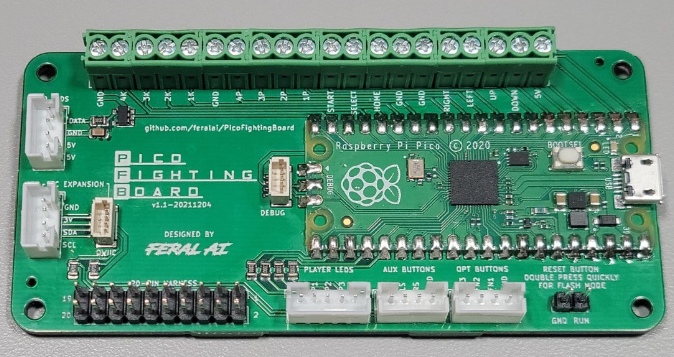 GND
4K
3K
2K
1K
GND
4P
3P
2P
1P
START
SELECT
HOME
GND
GND
RIGHT
LEFT
UP
DOWN
5V
DATA
GND
5V
5V
github.com/feralai/PicoFightingBoard
Raspberry Pi Pico © 2020
BOOTSEL
PICO
FIGHTING
BOARD
v1.1-20211204
DEBUG
DEBUG
EXPANSION
GND
3V
SDA
SCL
QWIIC
DESIGNED BY
FERAL AI
PLAYER LEDS
AUX BUTTONS
OPT BUTTONS
RESET BUTTON
DOUBLE PRESS QUICKLY
FOR FLASH MODE
20-PIN HARNESS
19
20
2
GND RUN